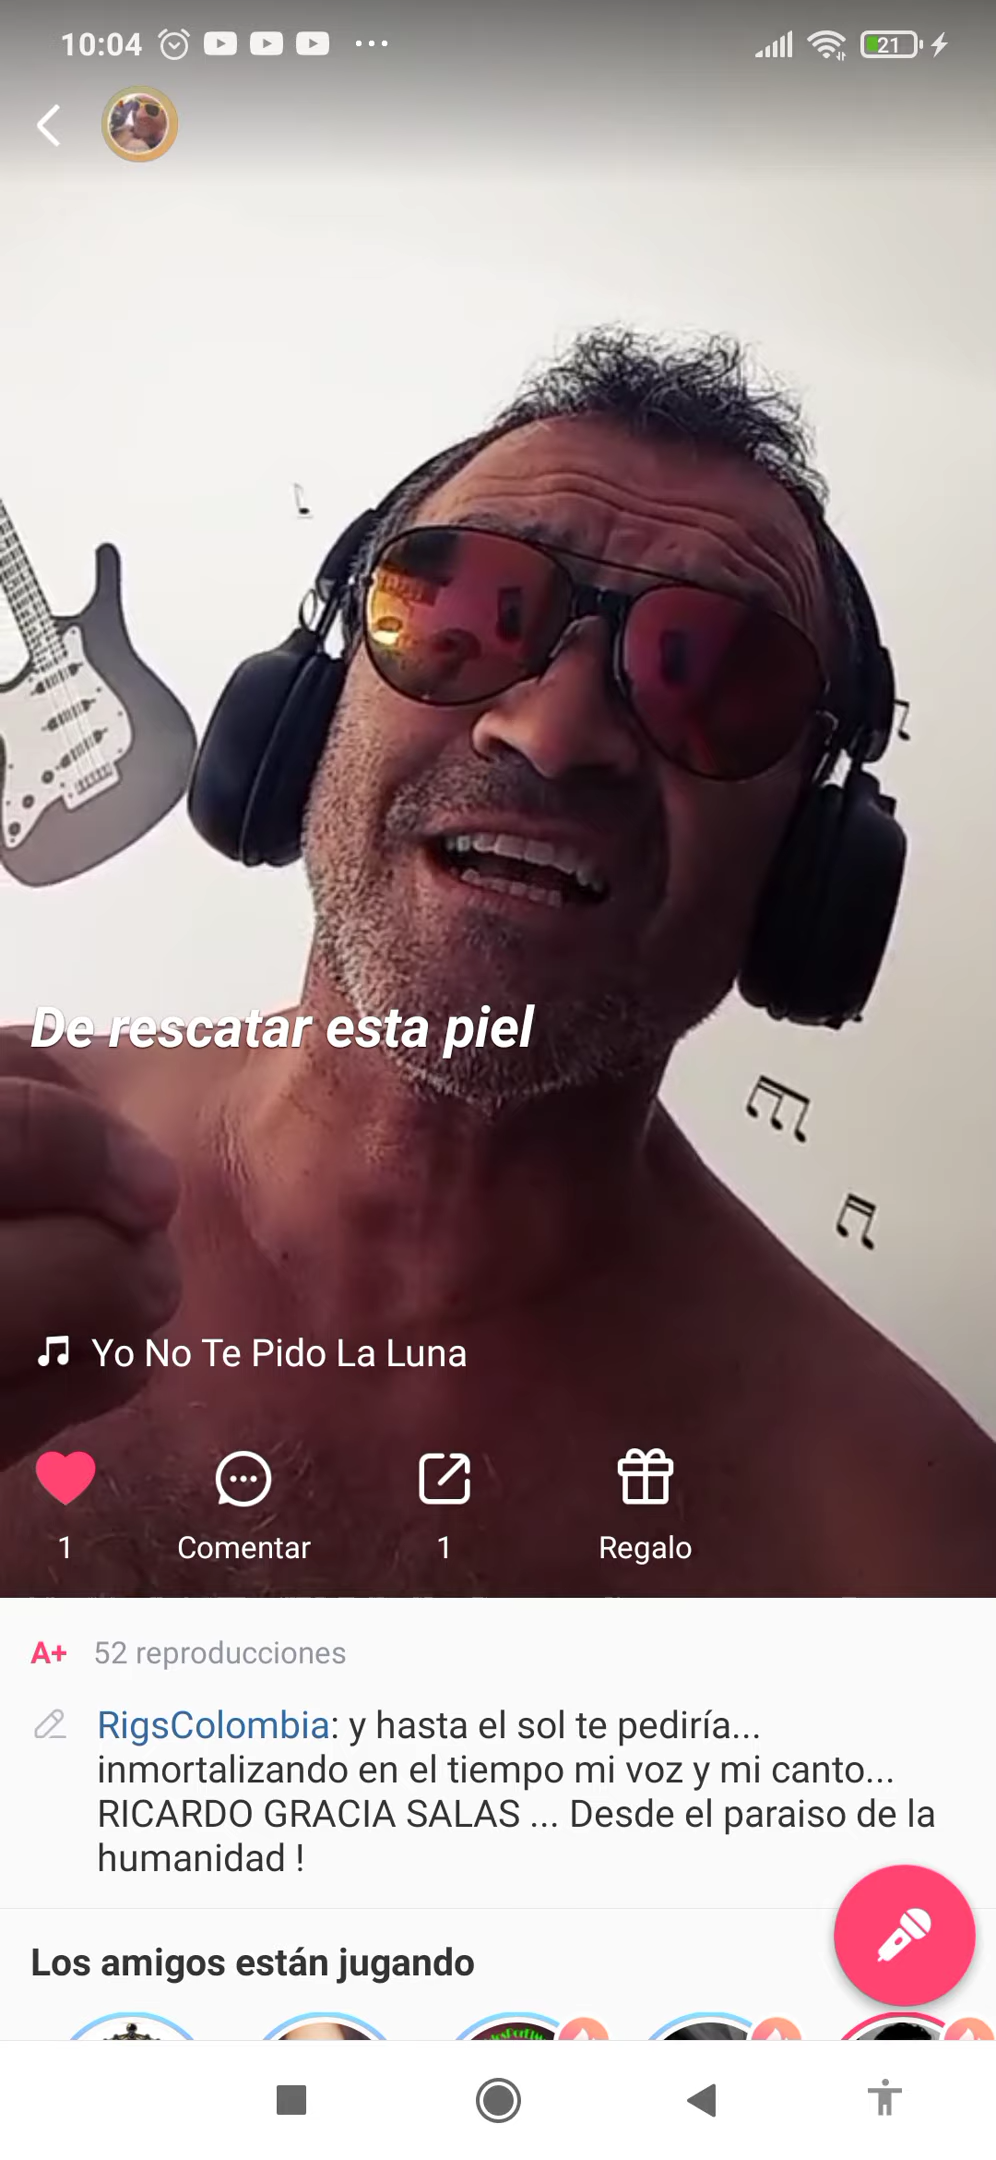 10:04
21
De rescatar esta piel
Yo No Te Pido La Luna
1
Comentar
1
Regalo
A+ 52 reproducciones
RigsColombia: y hasta el sol te pediría...
inmortalizando en el tiempo mi voz y mi canto...
RICARDO GRACIA SALAS ... Desde el paraiso de la
humanidad !
Los amigos están jugando